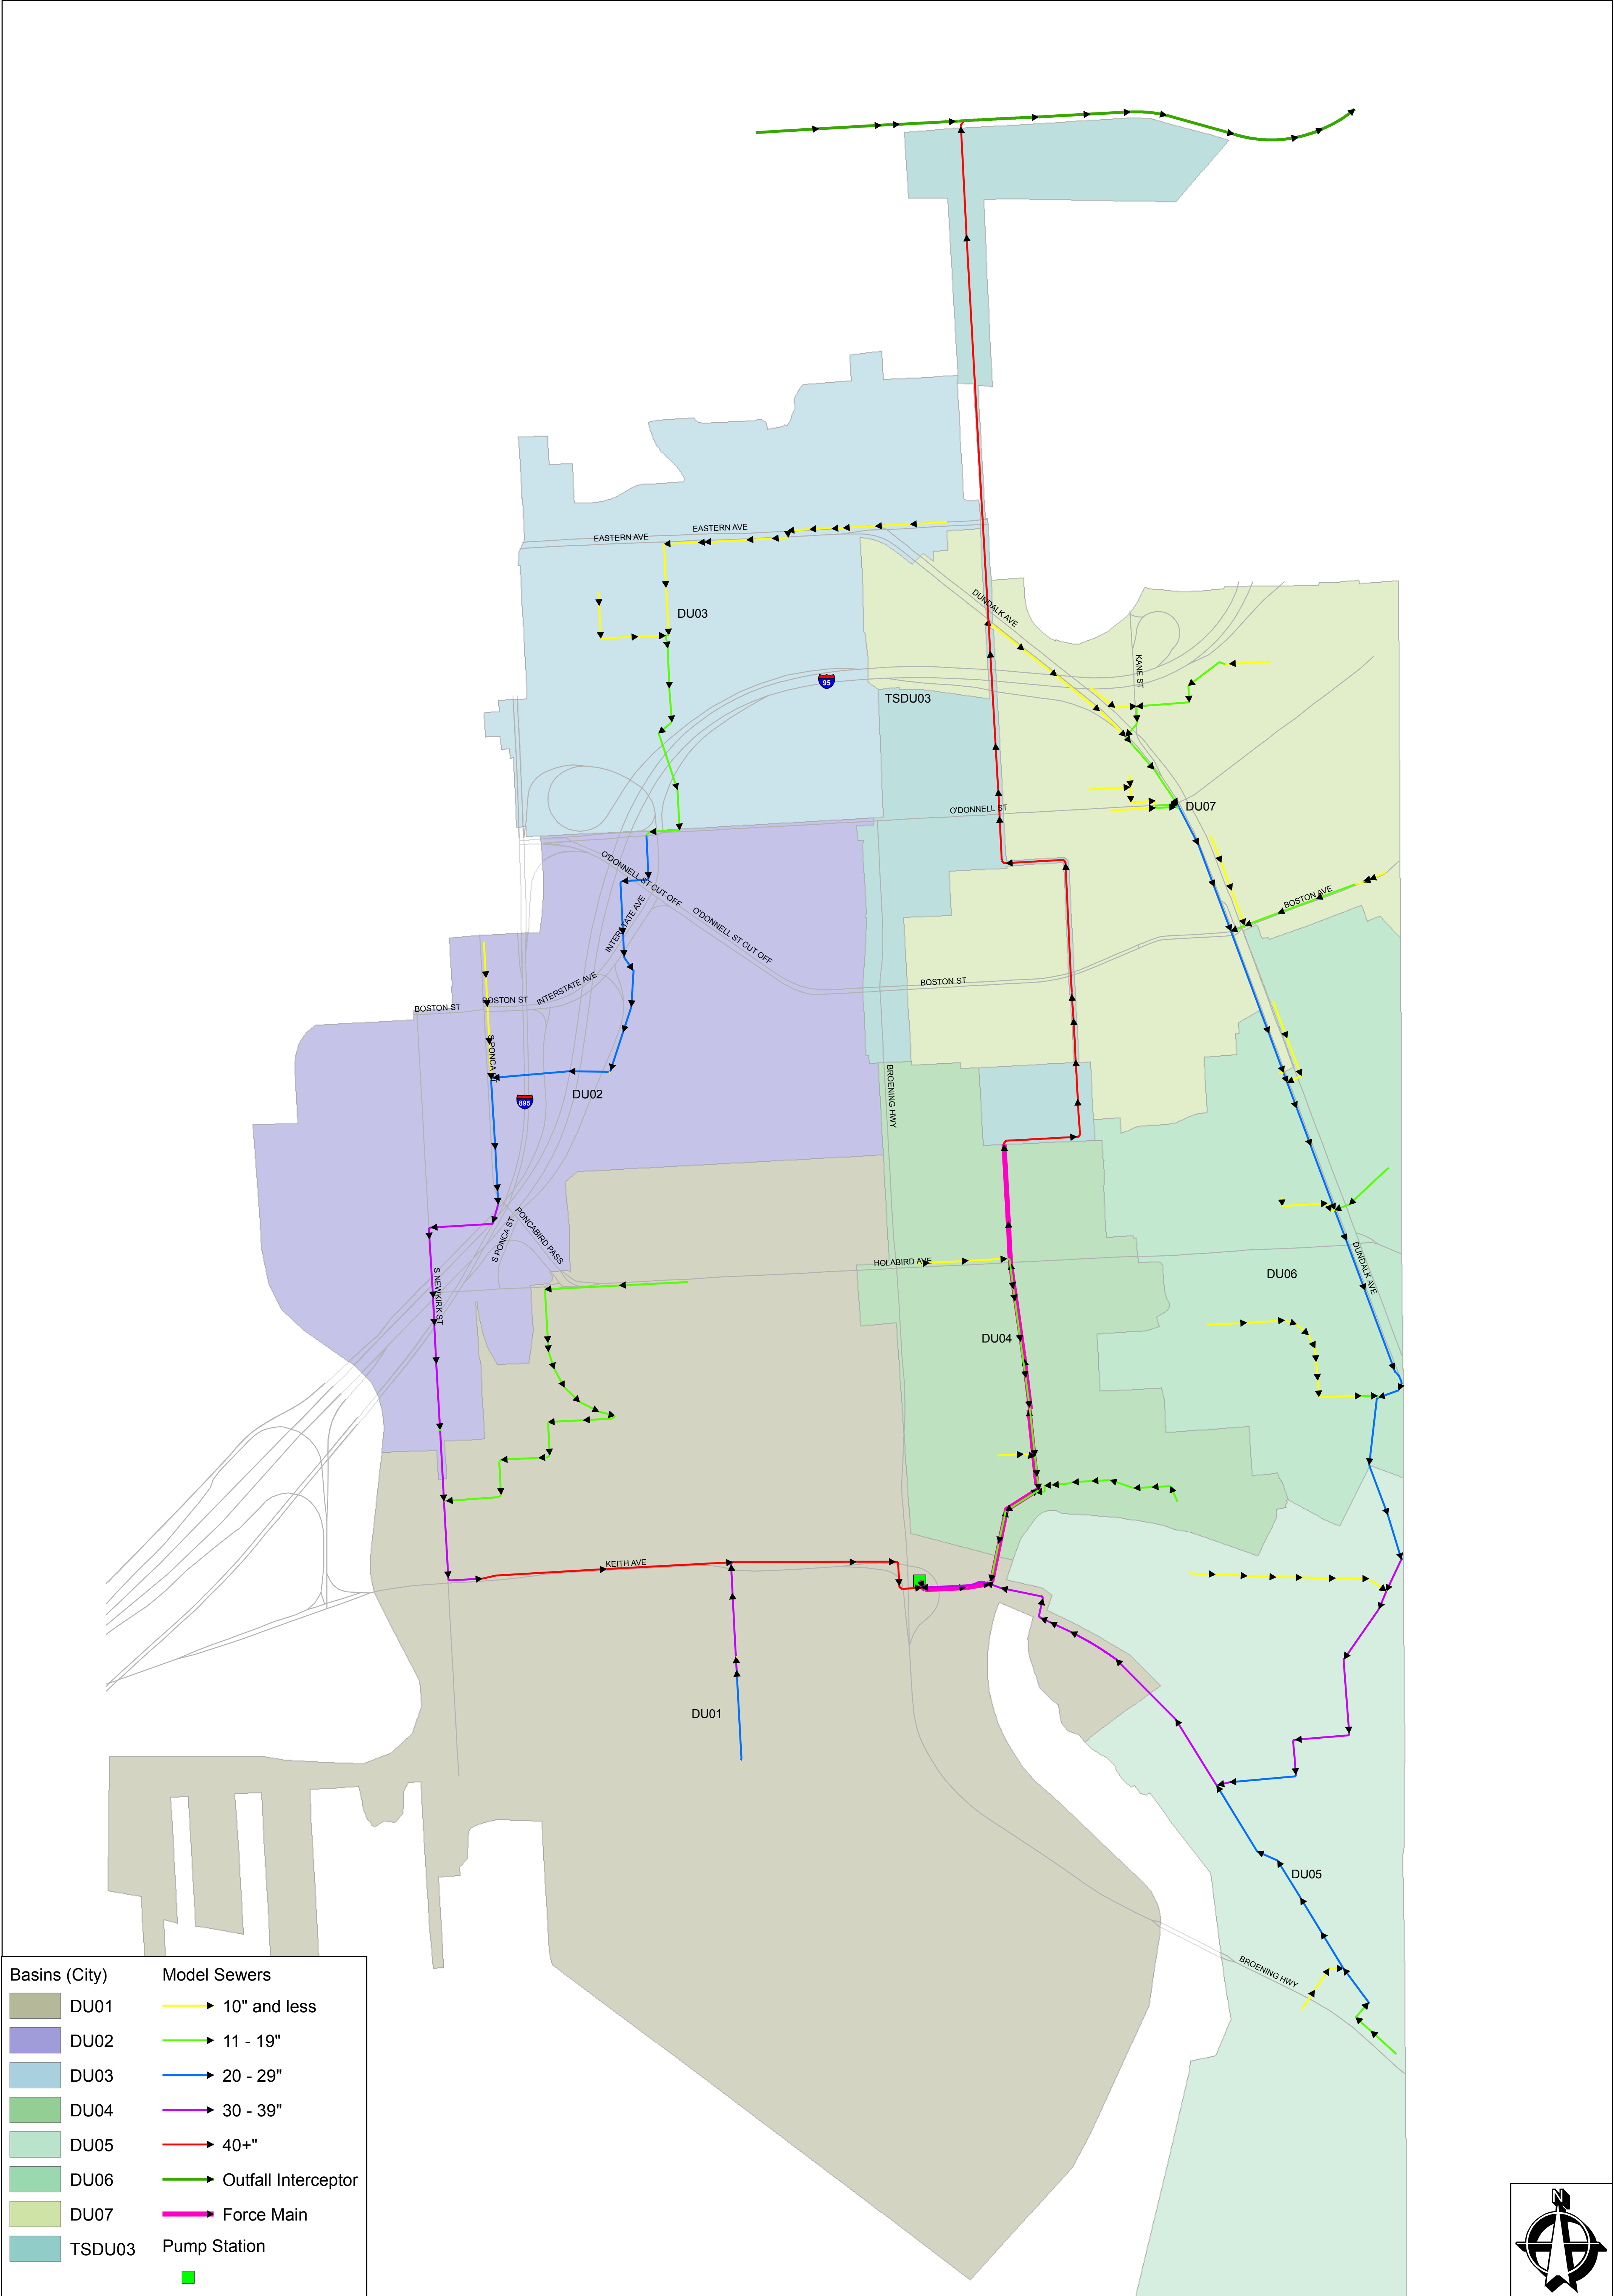 EASTERN AVE
EASTERN AVE
DU03
DUNDALK AVE
KANE ST
95
TSDU03
O'DONNELL ST
DU07
O'DONNELL ST CUT OFF
INTERSTATE AVE
O'DONNELL ST CUT OFF
BOSTON AVE
BOSTON ST
INTERSTATE AVE
BOSTON ST
BOSTON ST
S PONCA ST
895
DU02
BROENING HWY
PONCABIRD PASS
S PONCA ST
HOLABIRD AVE
DUNDALK AVE
DU06
S NEWKIRK ST
DU04
KEITH AVE
DU01
DU05
BROENING HWY
Basins (City)
DU01
DU02
DU03
DU04
DU05
DU06
DU07
TSDU03
Model Sewers
10" and less
11 - 19"
20 - 29"
30 - 39"
40+"
Outfall Interceptor
Force Main
Pump Station
N